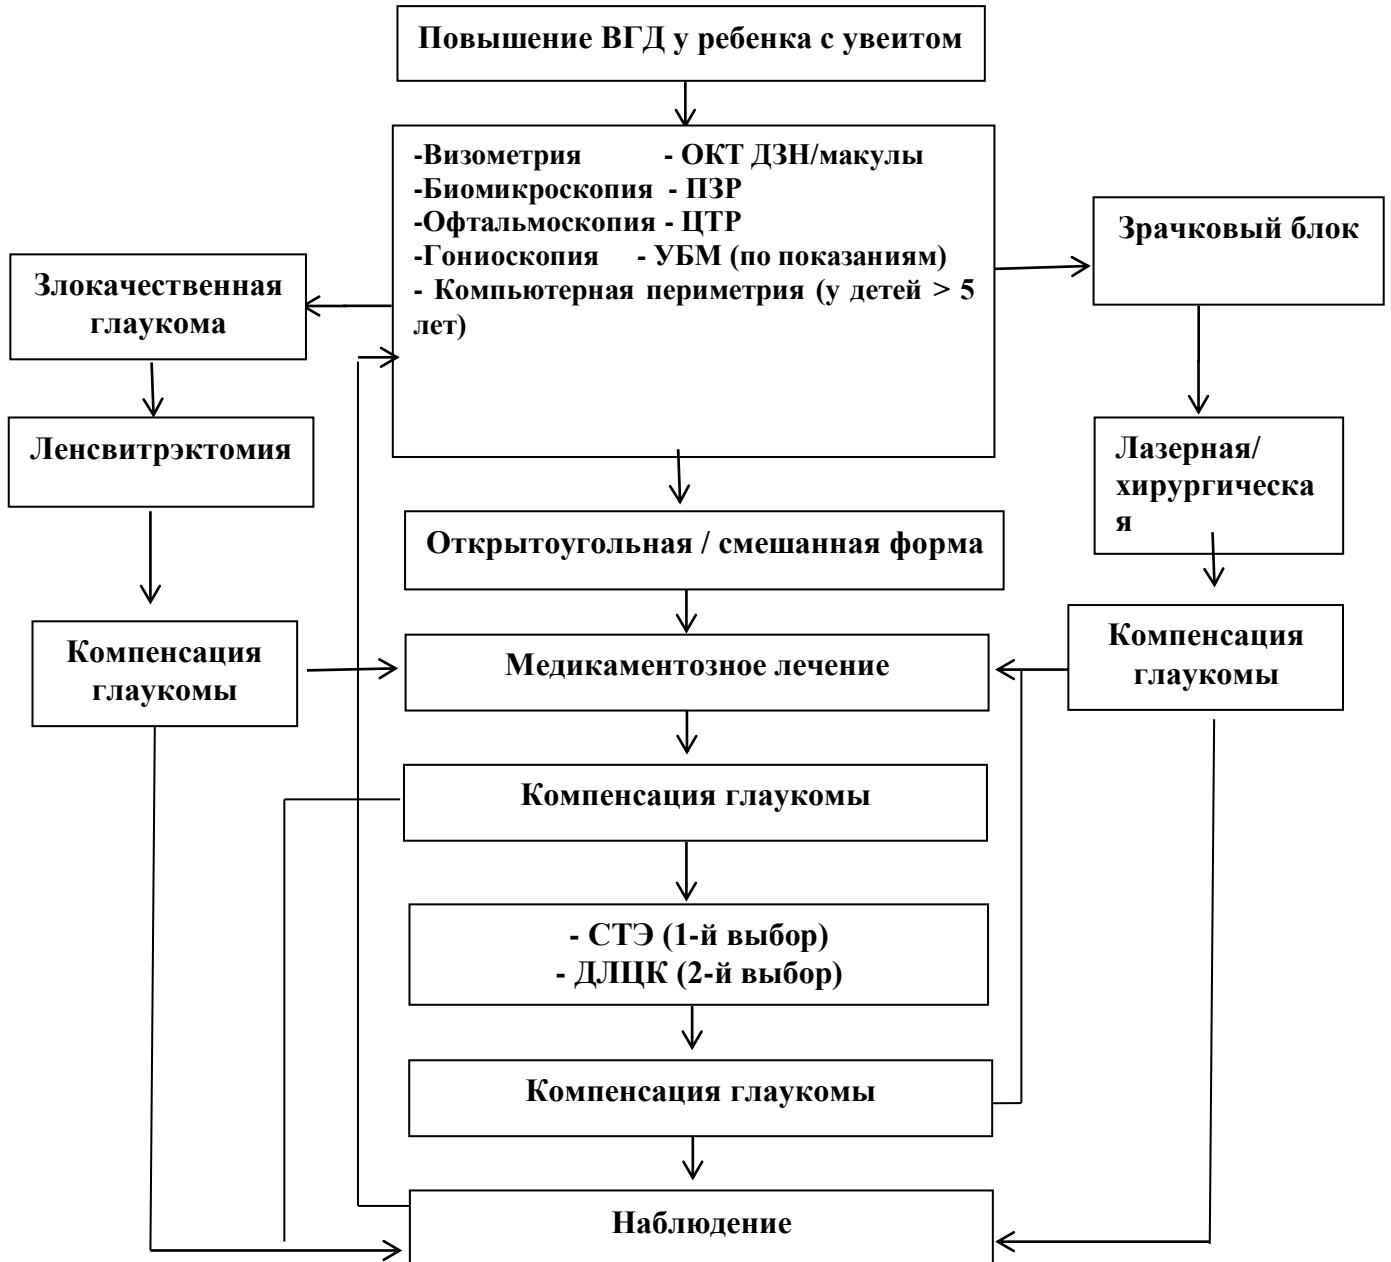 Повышение ВГД у ребенка с увеитом
-Визометрия - ОКТ ДЗН/макулы
-Биомикроскопия - ПЗР
-Офтальмоскопия - ЦТР
-Гониоскопия - УБМ (по показаниям)
- Компьютерная периметрия (у детей > 5
лет)
Злокачественная
глаукома
Зрачковый блок
Ленсвитрэктомия
Лазерная/
хирургическа
я
Открытоугольная / смешанная форма
Компенсация
глаукомы
Медикаментозное лечение
Компенсация
глаукомы
Компенсация глаукомы
- СТЭ (1-й выбор)
- ДЛЦК (2-й выбор)
Компенсация глаукомы
Наблюдение